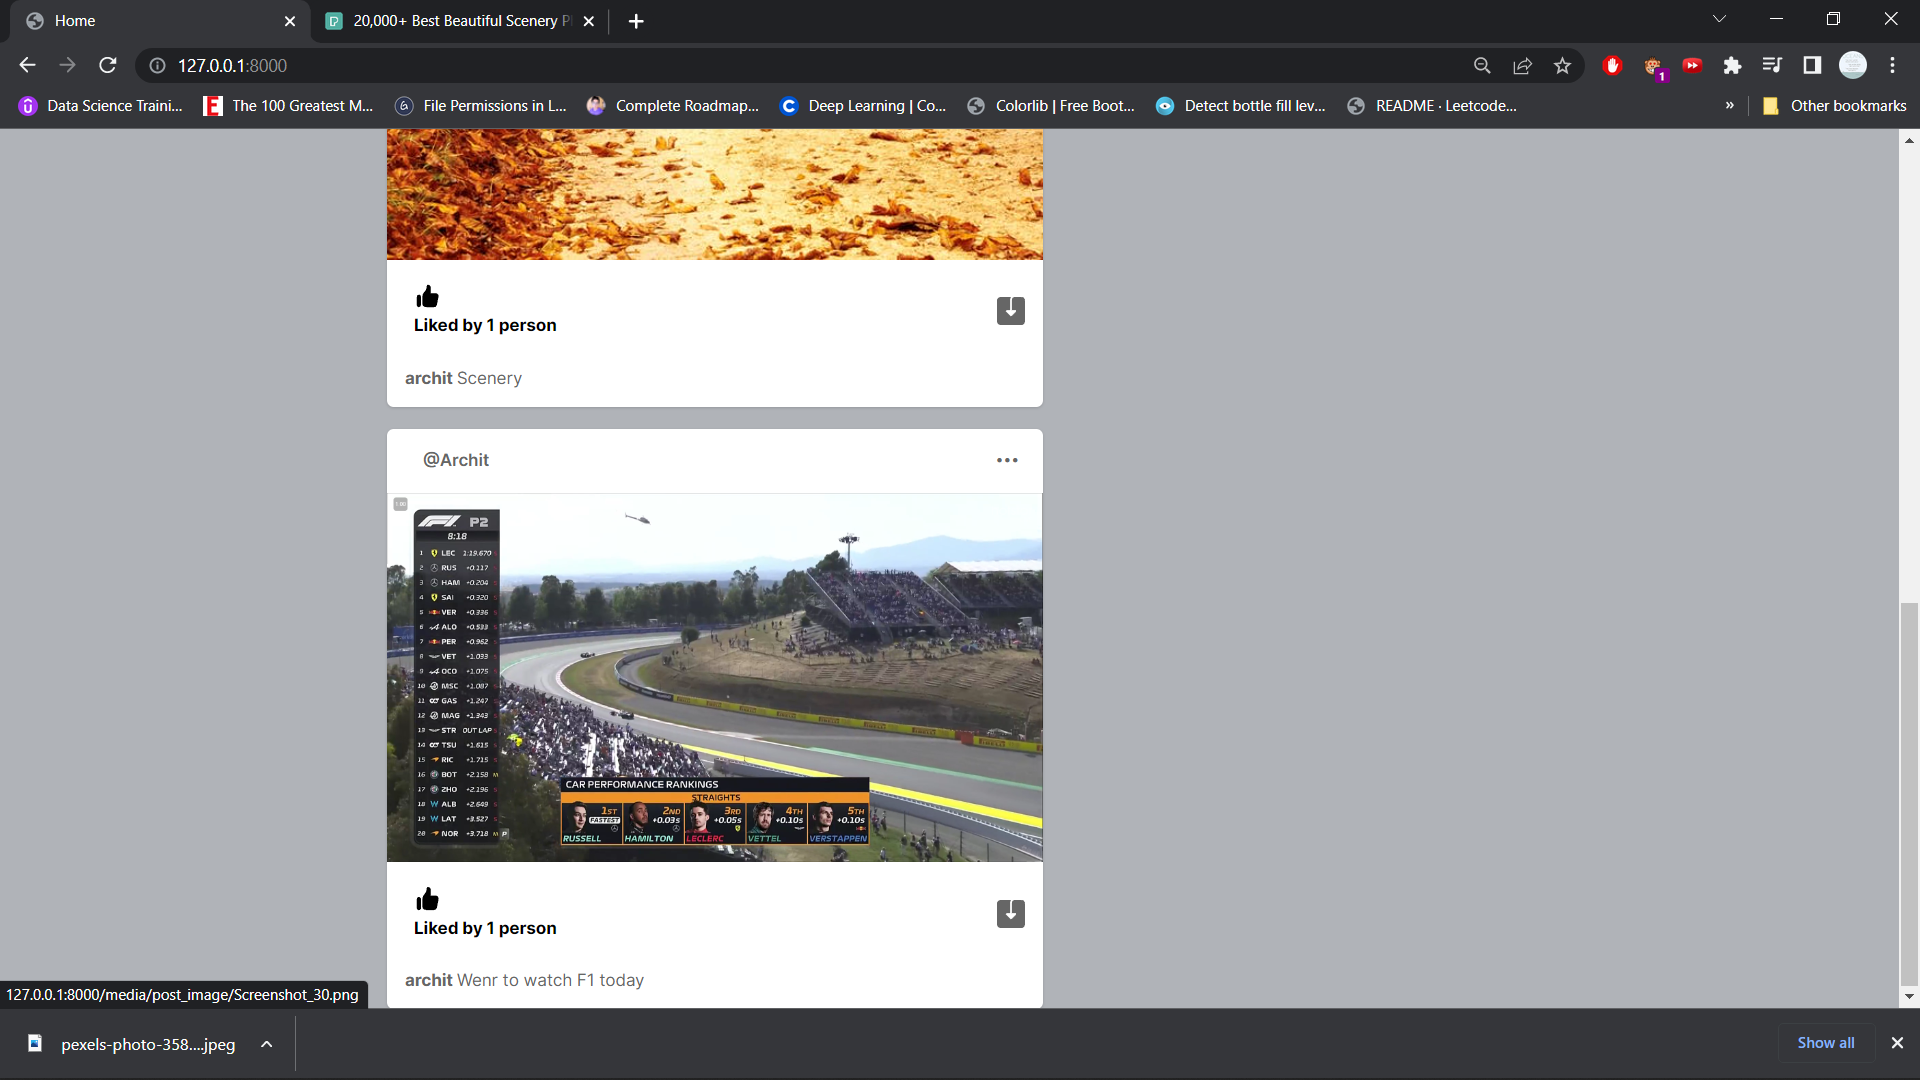 Home
20,000+ Best Beautiful Scenery P
127.0.0.1:8000
Data Science Traini...
The 100 Greatest M...
File Permissions in L...
Complete Roadmap...
Deep Learning | Co...
Colorlib | Free Boot...
Detect bottle fill lev...
README · Leetcode...
»
Other bookmarks
1
Liked by 1 person
archit Scenery
@Archit
F1 P2
8:18
1 LEC 1:19.670 S
2 RUS +0.117 S
3 HAM +0.204 S
4 SAI +0.320 S
5 VER +0.336 S
6 ALO +0.533 S
7 PER +0.962 S
8 VET +1.033 S
9 OCO +1.075 S
10 MSC +1.087 S
11 GAS +1.247 S
12 MAG +1.343 S
13 STR OUT LAP S
14 TSU +1.615 S
15 RIC +1.715 S
16 BOT +2.158 M
17 ZHO +2.196 S
18 ALB +2.649 S
19 LAT +3.527 S
20 NOR +3.718 M P
CAR PERFORMANCE RANKINGS
STRAIGHTS
1ST FASTEST RUSSELL
2ND +0.03s HAMILTON
3RD +0.05s LECLERC
4TH +0.10s VETTEL
5TH +0.10s VERSTAPPEN
Liked by 1 person
archit Wenr to watch F1 today
127.0.0.1:8000/media/post_image/Screenshot_30.png
pexels-photo-358....jpeg
Show all